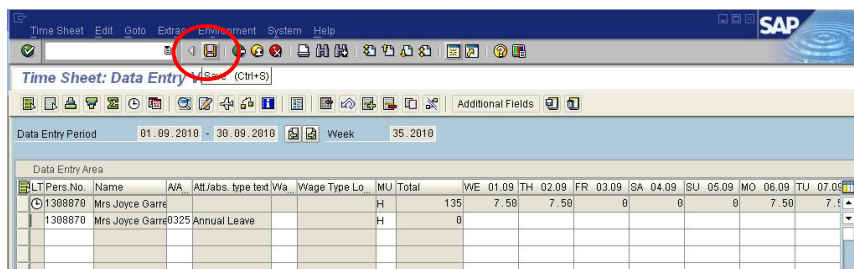 Time Sheet Edit Goto Extras Environment System Help
SAP
Time Sheet: Data Entry V
Save (Ctrl+S)
Additional Fields
Data Entry Period 01.09.2010 - 30.09.2010 Week 35.2010
Data Entry Area
LT Pers.No. Name A/A... Att./abs. type text Wa... Wage Type Lo... MU Total WE 01.09 TH 02.09 FR 03.09 SA 04.09 SU 05.09 MO 06.09 TU 07.09
1308870 Mrs Joyce Garre H 135 7.50 7.50 0 0 0 7.50 7.5
1308870 Mrs Joyce Garre 0325 Annual Leave H 0